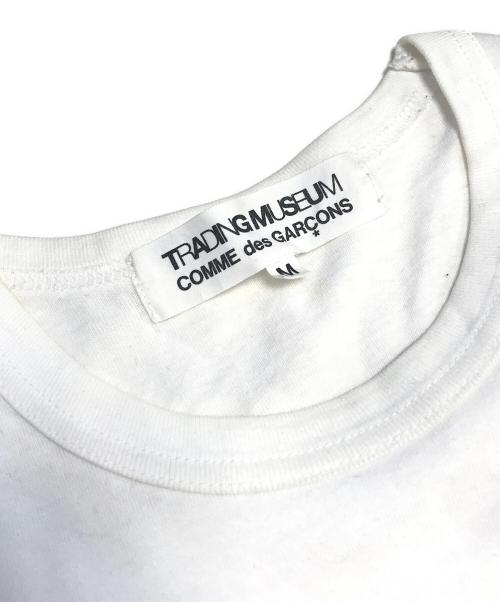 TRADING MUSEUM
COMME des GARÇONS
*
M